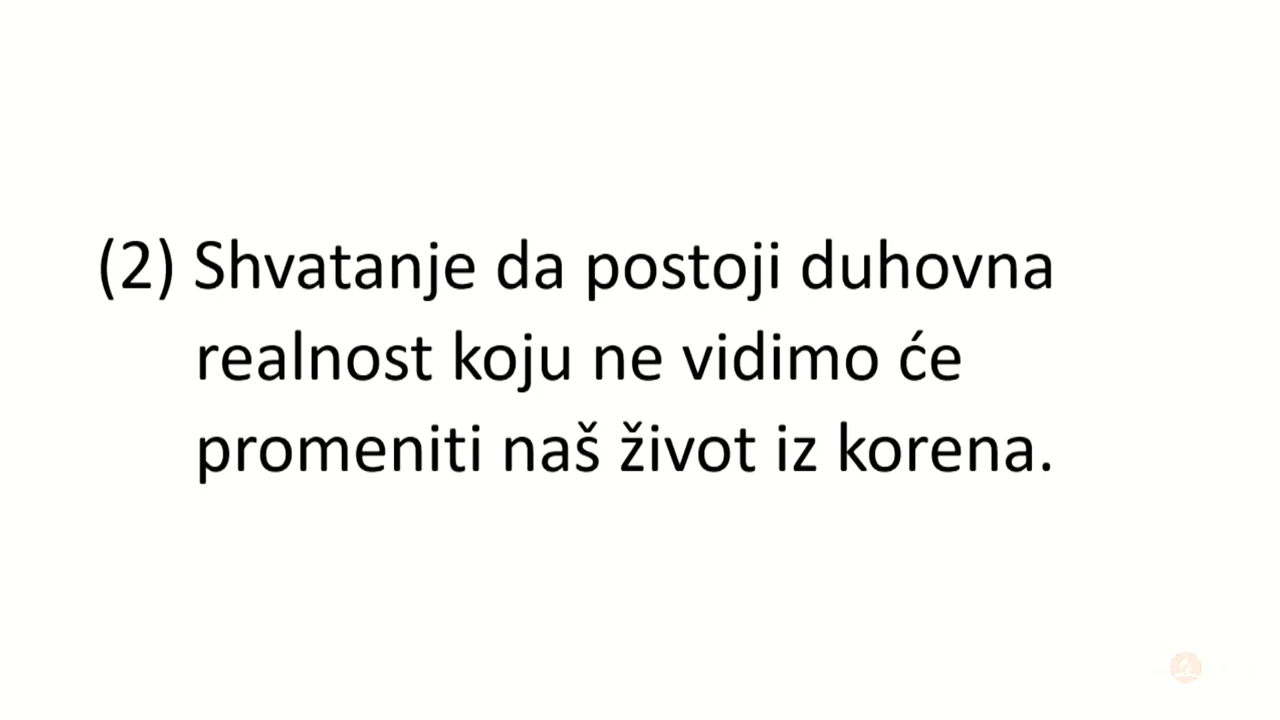 (2) Shvatanje da postoji duhovna
realnost koju ne vidimo će
promeniti naš život iz korena.